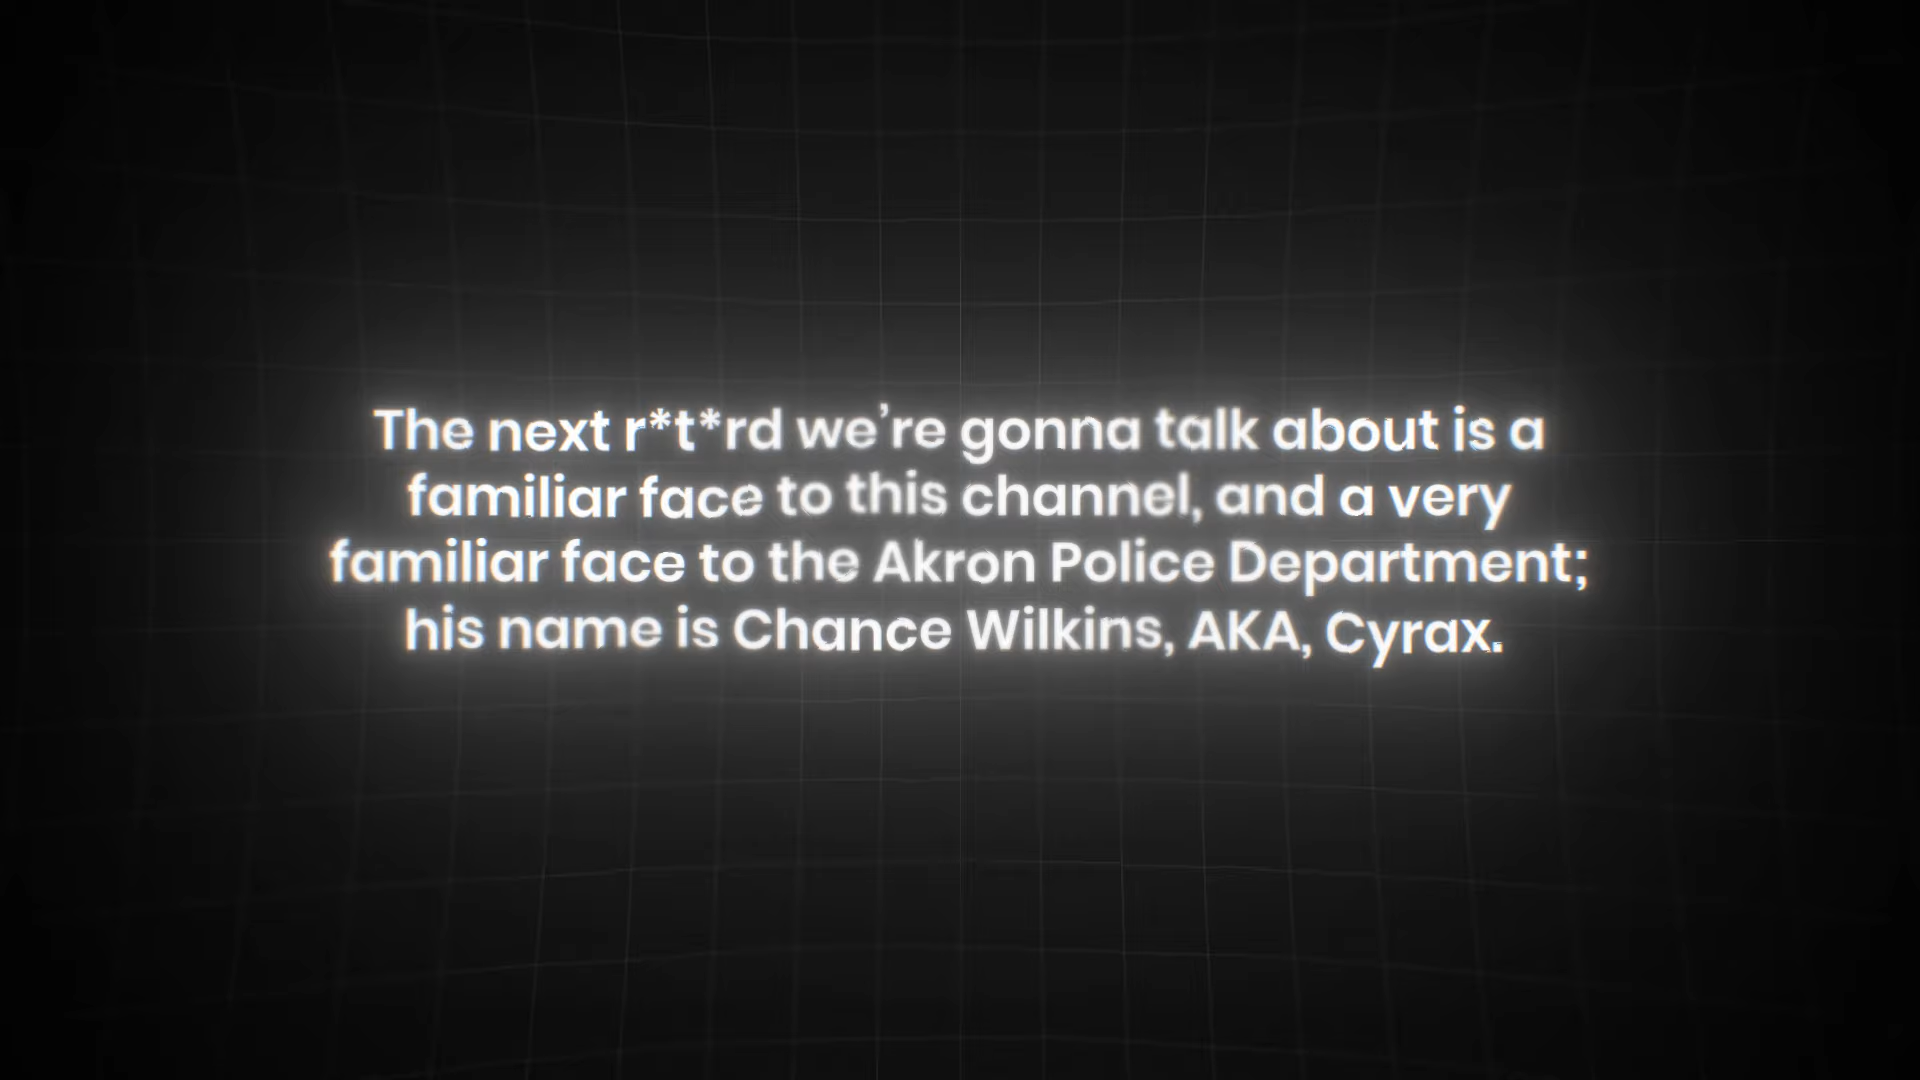 The next r*t*rd we’re gonna talk about is a
familiar face to this channel, and a very
familiar face to the Akron Police Department;
his name is Chance Wilkins, AKA, Cyrax.